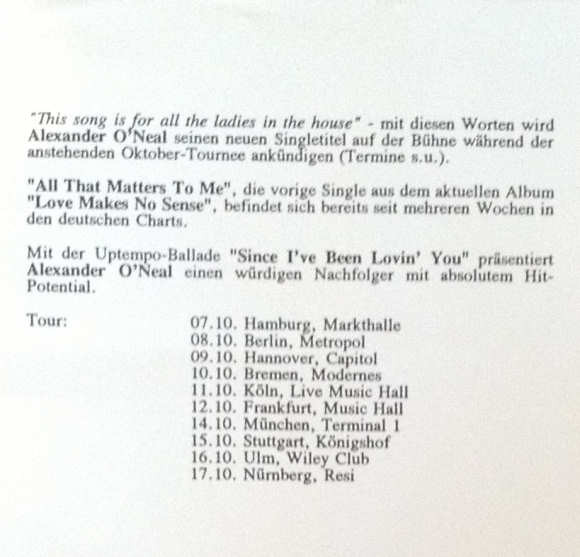 "This song is for all the ladies in the house" - mit diesen Worten wird
Alexander O'Neal seinen neuen Singletitel auf der Bühne während der
anstehenden Oktober-Tournee ankündigen (Termine s.u.).
"All That Matters To Me", die vorige Single aus dem aktuellen Album
"Love Makes No Sense", befindet sich bereits seit mehreren Wochen in
den deutschen Charts.
Mit der Uptempo-Ballade "Since I've Been Lovin' You" präsentiert
Alexander O'Neal einen würdigen Nachfolger mit absolutem Hit-
Potential.
Tour: 07.10. Hamburg, Markthalle
08.10. Berlin, Metropol
09.10. Hannover, Capitol
10.10. Bremen, Modernes
11.10. Köln, Live Music Hall
12.10. Frankfurt, Music Hall
14.10. München, Terminal 1
15.10. Stuttgart, Königshof
16.10. Ulm, Wiley Club
17.10. Nürnberg, Resi